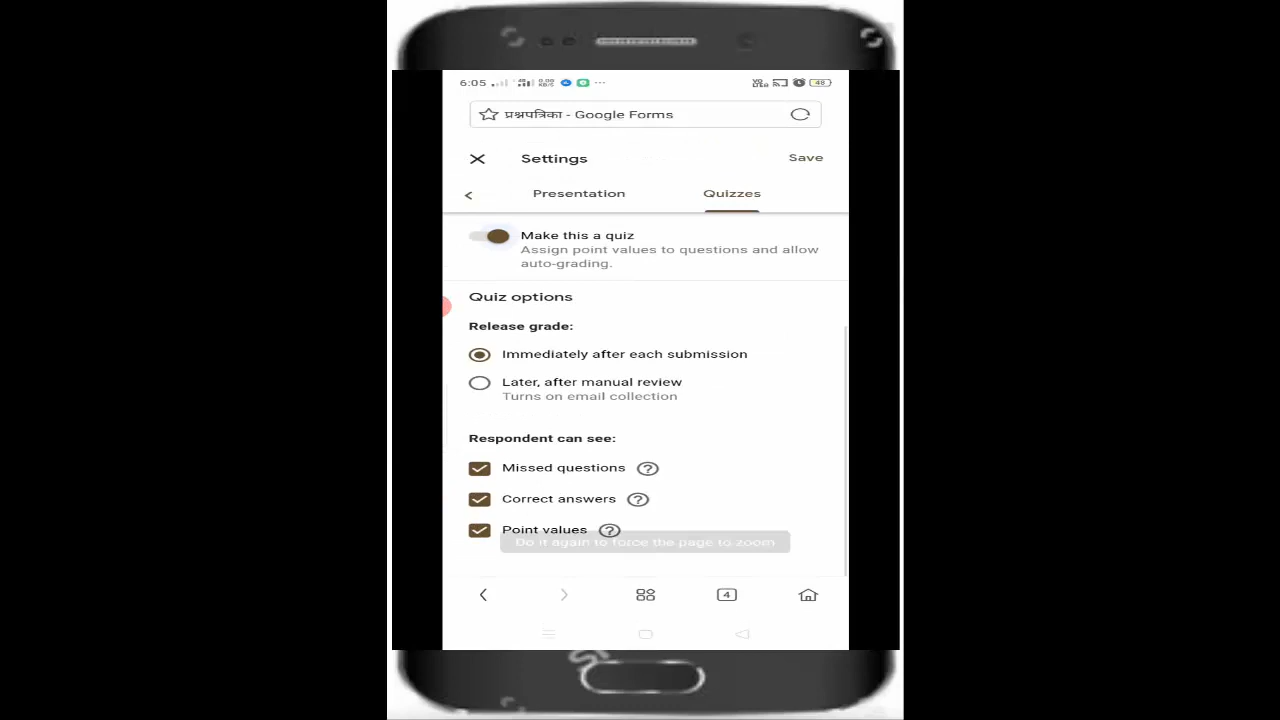 6:05
48
प्रश्नपत्रिका - Google Forms
Settings
Save
Presentation
Quizzes
Make this a quiz
Assign point values to questions and allow
auto-grading.
Quiz options
Release grade:
Immediately after each submission
Later, after manual review
Turns on email collection
Respondent can see:
Missed questions
Correct answers
Point values
Do it again to force the page to zoom
4